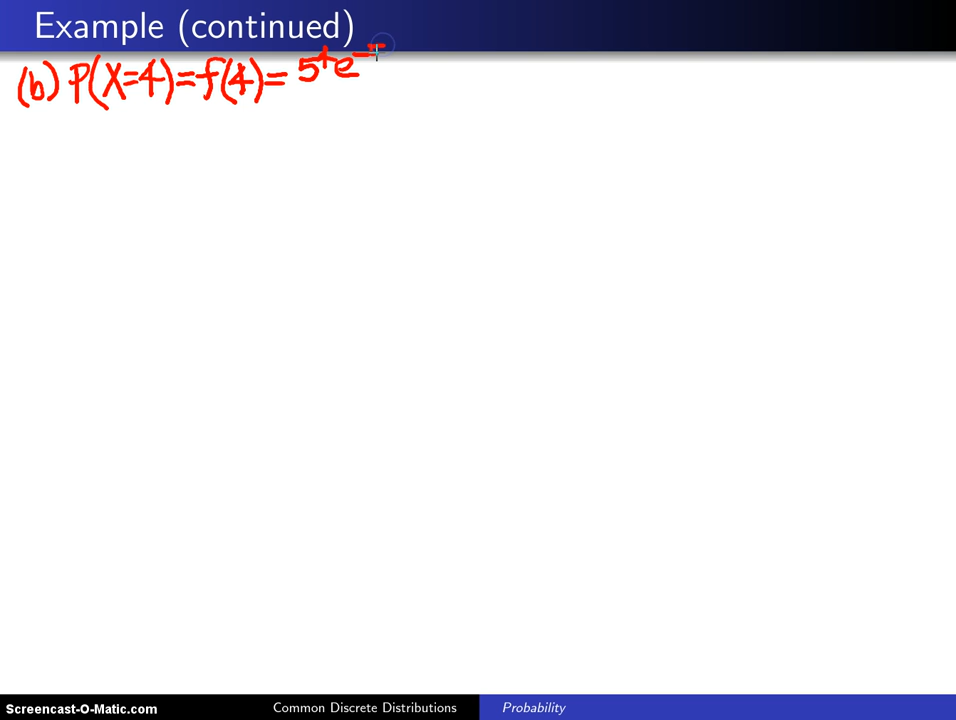 Example (continued)
(b) P(X=4)=f(4)= 5⁴e⁻
Screencast-O-Matic.com Common Discrete Distributions Probability